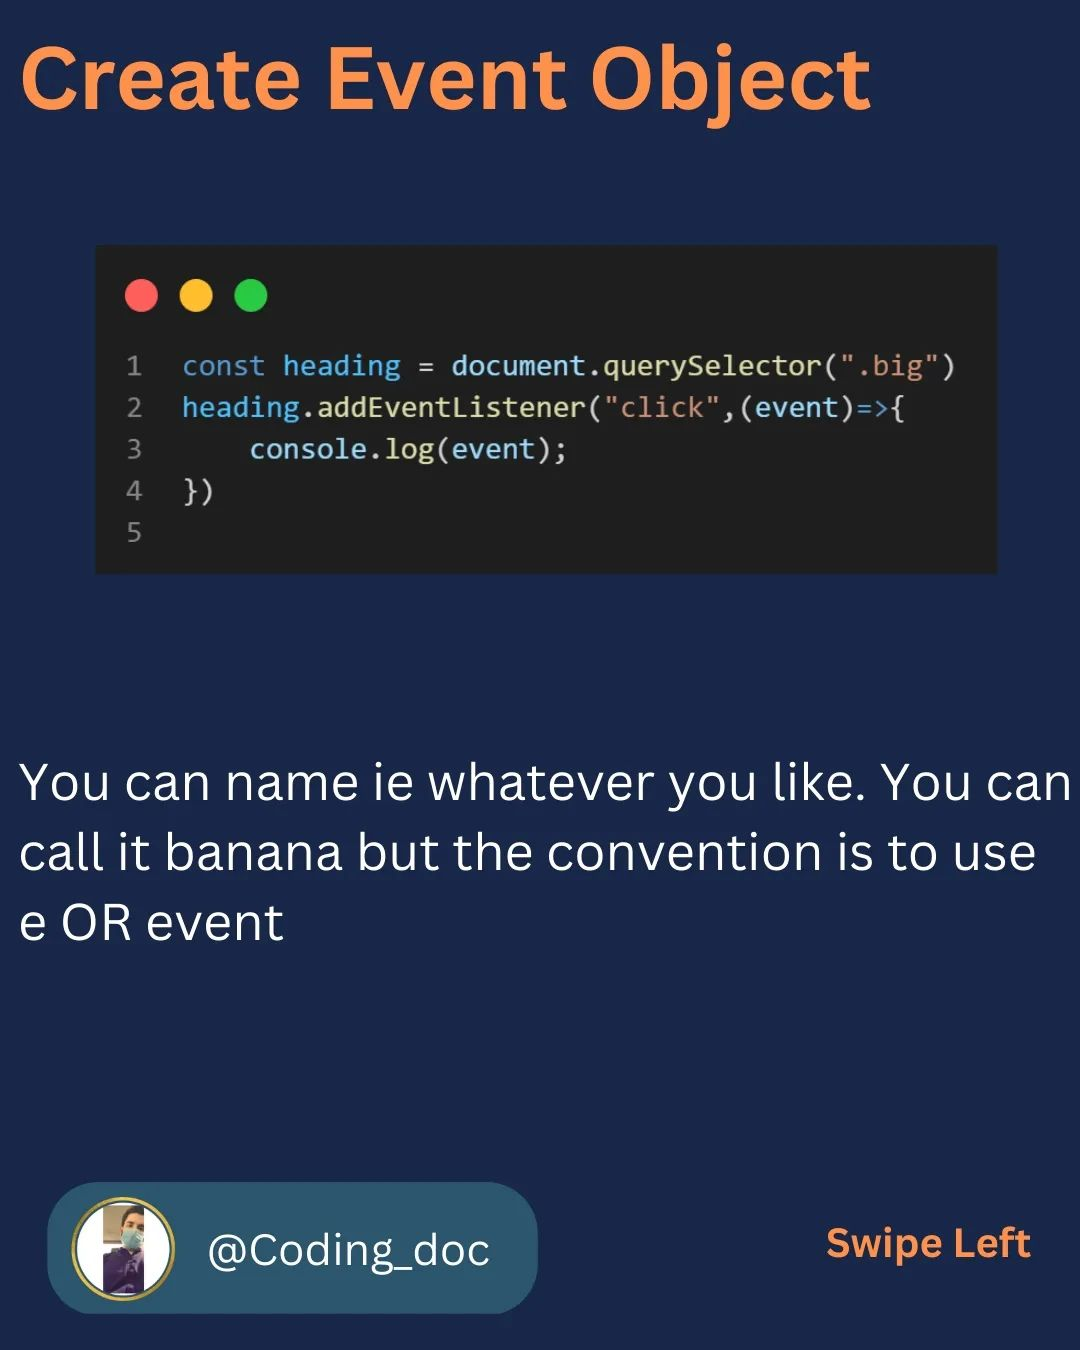 Create Event Object
1 const heading = document.querySelector(".big")
2 heading.addEventListener("click",(event)=>{
3     console.log(event);
4 })
5
You can name ie whatever you like. You can
call it banana but the convention is to use
e OR event
@Coding_doc
Swipe Left